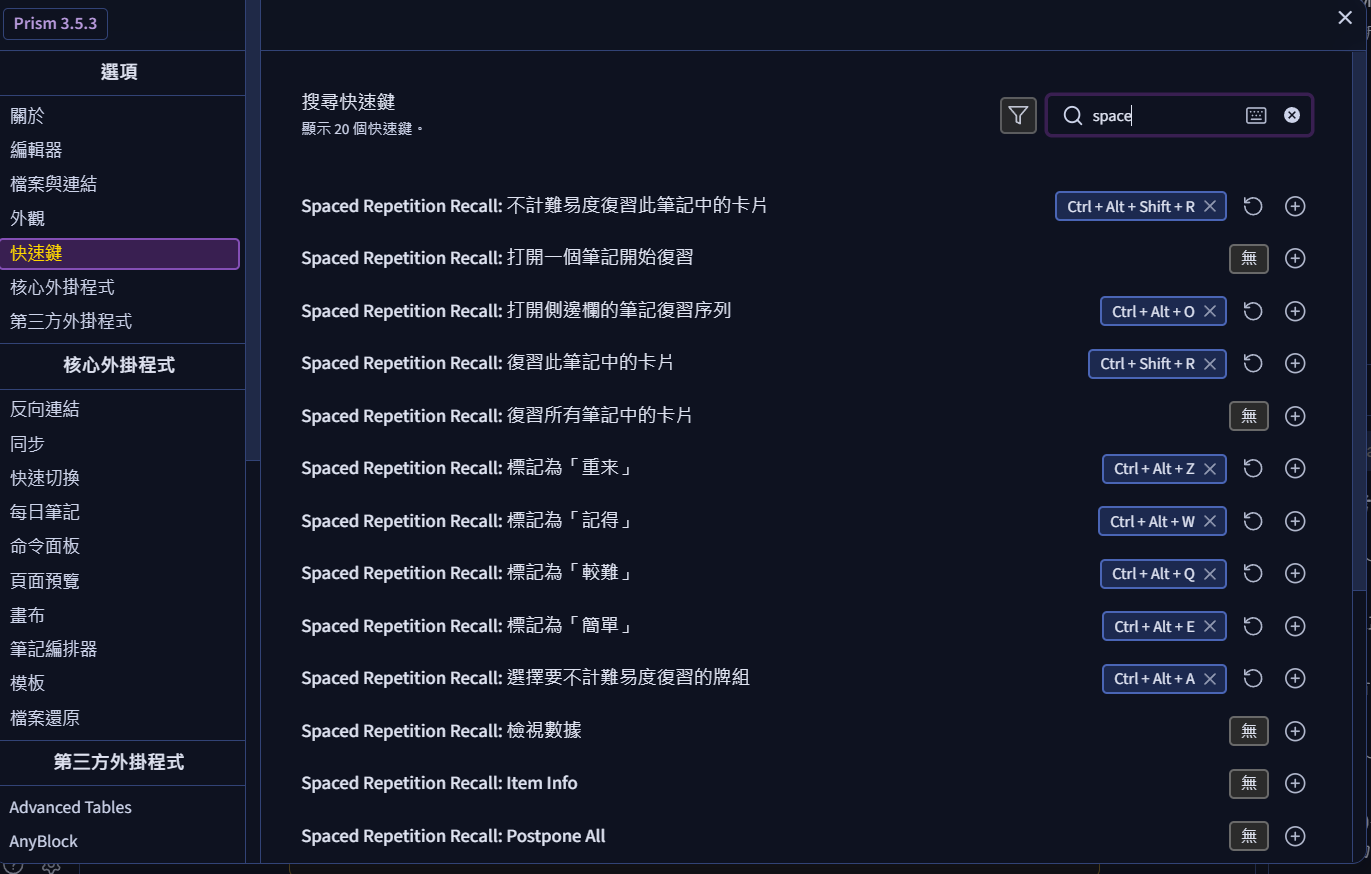 Prism 3.5.3
選項
關於
編輯器
檔案與連結
外觀
快速鍵
核心外掛程式
第三方外掛程式
核心外掛程式
反向連結
同步
快速切換
每日筆記
命令面板
頁面預覽
畫布
筆記編排器
模板
檔案還原
第三方外掛程式
Advanced Tables
AnyBlock
搜尋快速鍵
顯示 20 個快速鍵。
space
Spaced Repetition Recall: 不計難易度復習此筆記中的卡片 Ctrl + Alt + Shift + R
Spaced Repetition Recall: 打開一個筆記開始復習 無
Spaced Repetition Recall: 打開側邊欄的筆記復習序列 Ctrl + Alt + O
Spaced Repetition Recall: 復習此筆記中的卡片 Ctrl + Shift + R
Spaced Repetition Recall: 復習所有筆記中的卡片 無
Spaced Repetition Recall: 標記為「重来」 Ctrl + Alt + Z
Spaced Repetition Recall: 標記為「記得」 Ctrl + Alt + W
Spaced Repetition Recall: 標記為「較難」 Ctrl + Alt + Q
Spaced Repetition Recall: 標記為「簡單」 Ctrl + Alt + E
Spaced Repetition Recall: 選擇要不計難易度復習的牌組 Ctrl + Alt + A
Spaced Repetition Recall: 檢視數據 無
Spaced Repetition Recall: Item Info 無
Spaced Repetition Recall: Postpone All 無